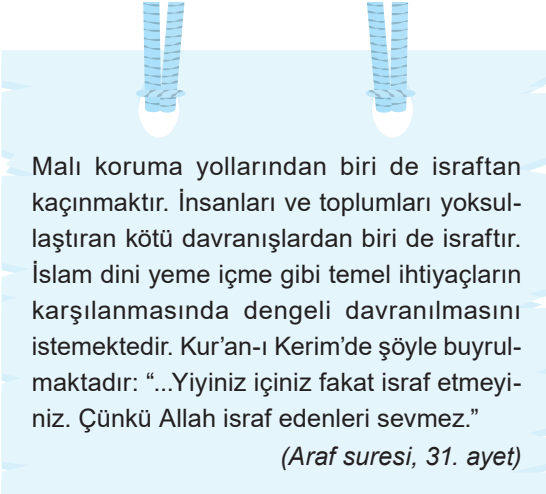 Malı koruma yollarından biri de israftan
kaçınmaktır. İnsanları ve toplumları yoksul-
laştıran kötü davranışlardan biri de israftır.
İslam dini yeme içme gibi temel ihtiyaçların
karşılanmasında dengeli davranılmasını
istemektedir. Kur’an-ı Kerim’de şöyle buyrul-
maktadır: “...Yiyiniz içiniz fakat israf etmeyi-
niz. Çünkü Allah israf edenleri sevmez.”
(Araf suresi, 31. ayet)